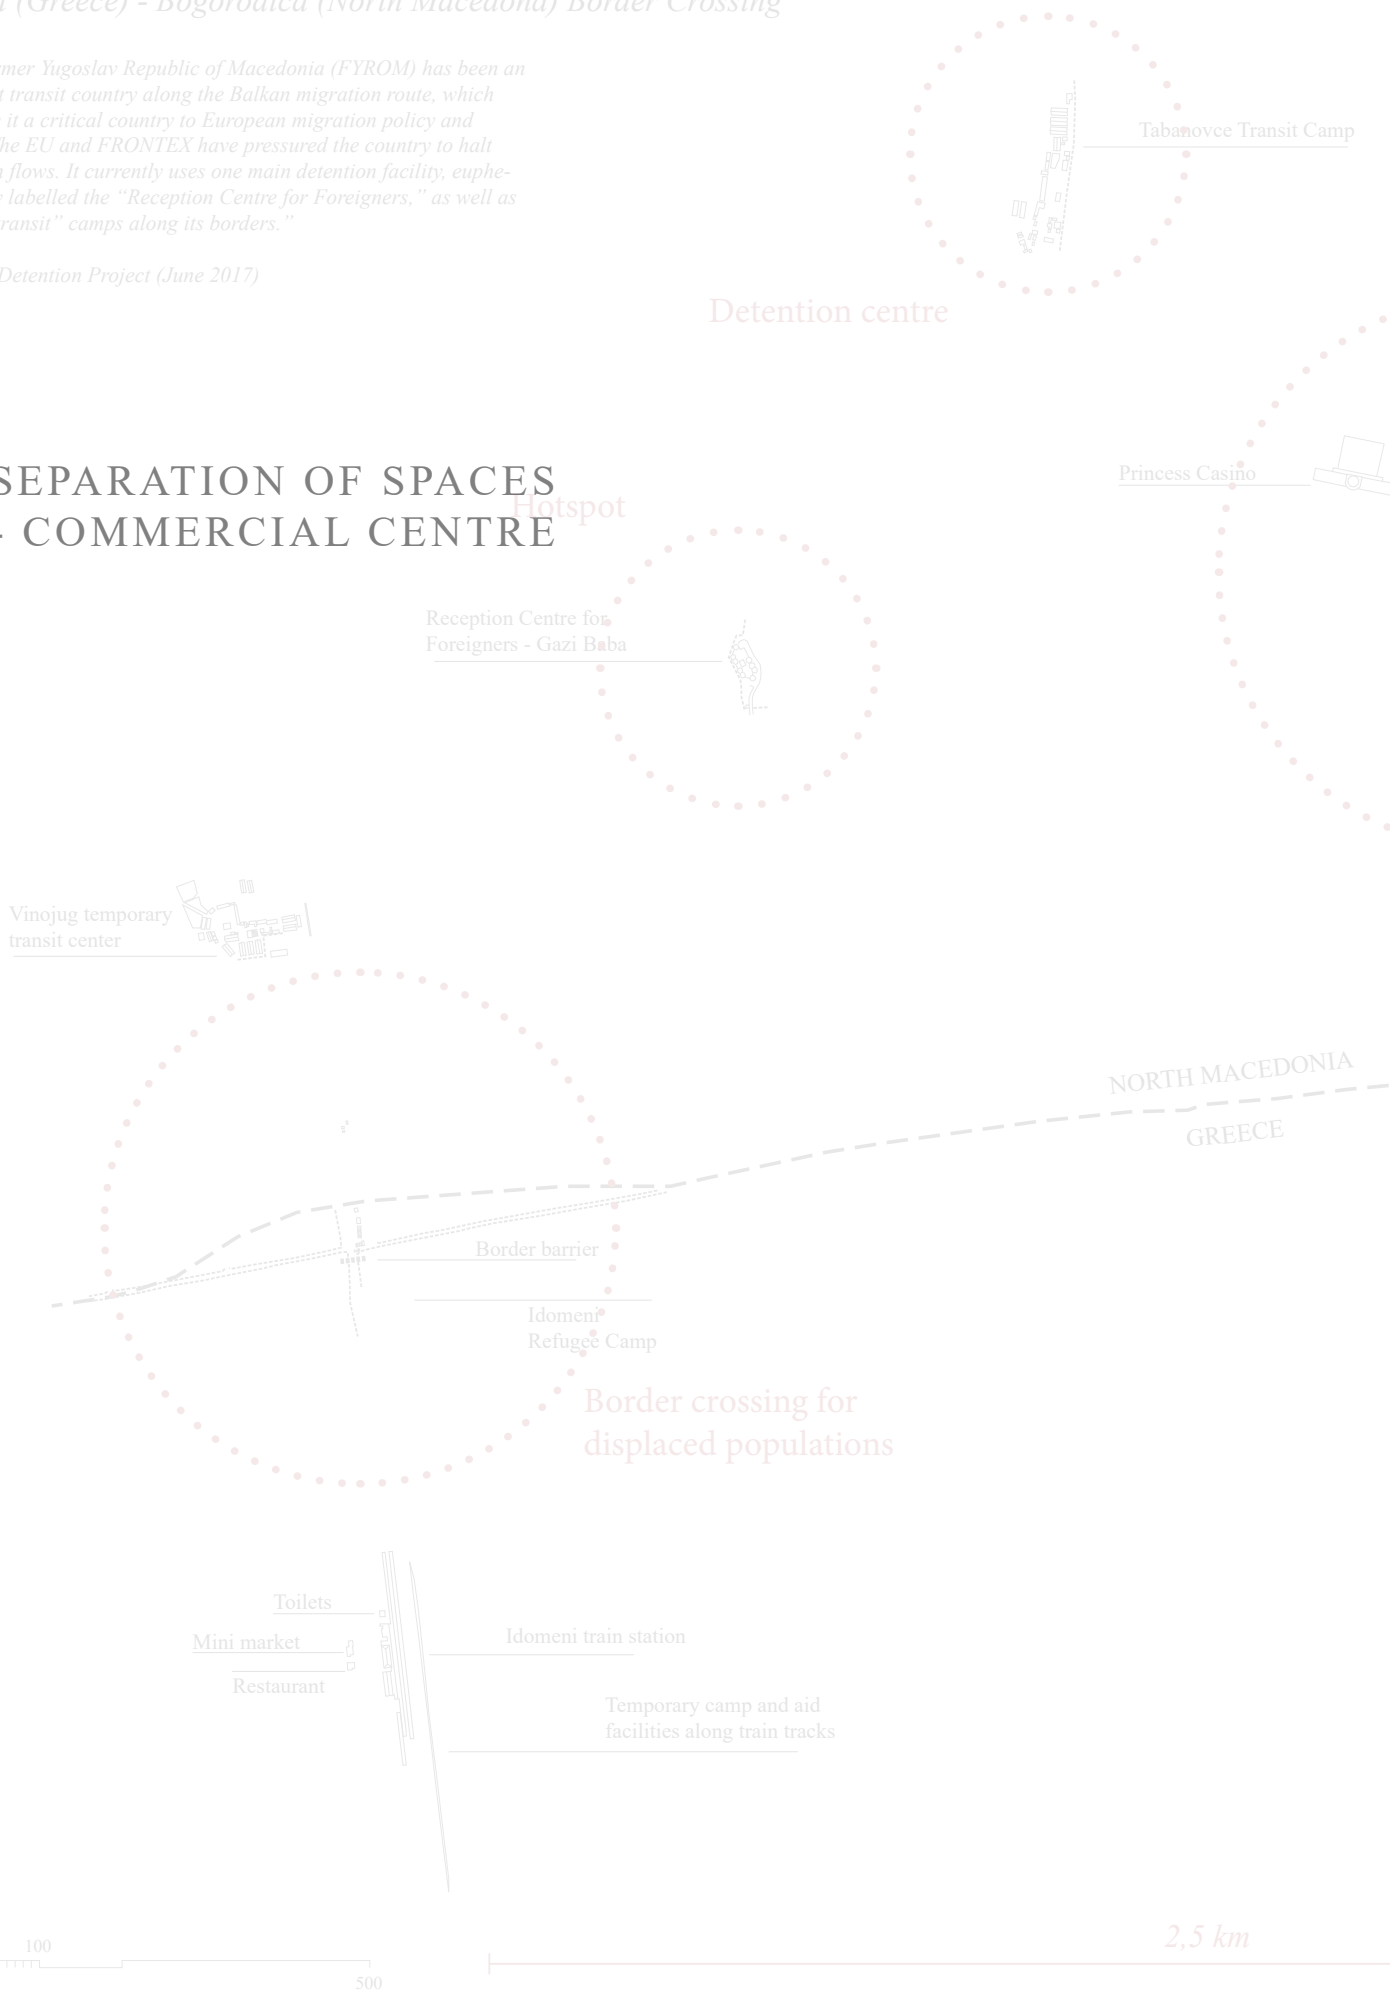 (Greece) - Bogorodica (North Macedona) Border Crossing
mer Yugoslav Republic of Macedonia (FYROM) has been an
t transit country along the Balkan migration route, which
it a critical country to European migration policy and
he EU and FRONTEX have pressured the country to halt
n flows. It currently uses one main detention facility, euphe-
y labelled the “Reception Centre for Foreigners,” as well as
ransit” camps along its borders.”
Detention Project (June 2017)
Tabanovce Transit Camp
Detention centre
Princess Casino
SEPARATION OF SPACES
- COMMERCIAL CENTRE
Hotspot
Reception Centre for
Foreigners - Gazi Baba
Vinojug temporary
transit center
NORTH MACEDONIA
GREECE
Border barrier
Idomeni
Refugee Camp
Border crossing for
displaced populations
Toilets
Mini market
Restaurant
Idomeni train station
Temporary camp and aid
facilities along train tracks
2,5 km
100
500